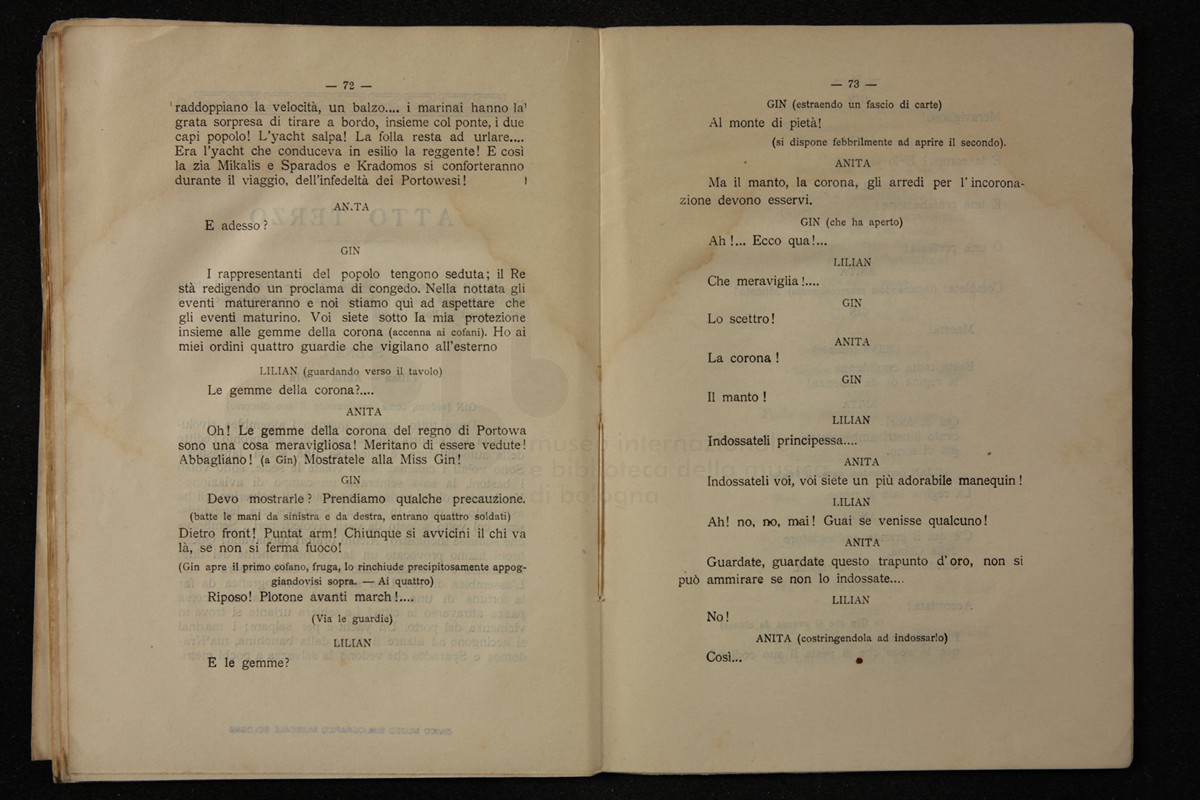 — 72 —
raddoppiano la velocità, un balzo.... i marinai hanno la
grata sorpresa di tirare a bordo, insieme col ponte, i due
capi popolo! L'yacht salpa! La folla resta ad urlare....
Era l'yacht che conduceva in esilio la reggente! E così
la zia Mikalis e Sparados e Kradomos si conforteranno
durante il viaggio, dell'infedeltà dei Portowesi!
AN.TA
E adesso?
GIN
I rappresentanti del popolo tengono seduta; il Re
stà redigendo un proclama di congedo. Nella nottata gli
eventi matureranno e noi stiamo quì ad aspettare che
gli eventi maturino. Voi siete sotto la mia protezione
insieme alle gemme della corona (accenna ai cofani). Ho ai
miei ordini quattro guardie che vigilano all'esterno
LILIAN (guardando verso il tavolo)
Le gemme della corona?....
ANITA
Oh! Le gemme della corona del regno di Portowa
sono una cosa meravigliosa! Meritano di essere vedute!
Abbagliano! (a Gin) Mostratele alla Miss Gin!
GIN
Devo mostrarle? Prendiamo qualche precauzione.
(batte le mani da sinistra e da destra, entrano quattro soldati)
Dietro front! Puntat arm! Chiunque si avvicini il chi va
là, se non si ferma fuoco!
(Gin apre il primo cofano, fruga, lo rinchiude precipitosamente appog-
giandovisi sopra. — Ai quattro)
Riposo! Plotone avanti march!....
(Via le guardie)
LILIAN
E le gemme?
— 73 —
GIN (estraendo un fascio di carte)
Al monte di pietà!
(si dispone febbrilmente ad aprire il secondo).
ANITA
Ma il manto, la corona, gli arredi per l'incorona-
zione devono esservi.
GIN (che ha aperto)
Ah!... Ecco qua!...
LILIAN
Che meraviglia!....
GIN
Lo scettro!
ANITA
La corona!
GIN
Il manto!
LILIAN
Indossateli principessa....
ANITA
Indossateli voi, voi siete un più adorabile manequin!
LILIAN
Ah! no, no, mai! Guai se venisse qualcuno!
ANITA
Guardate, guardate questo trapunto d'oro, non si
può ammirare se non lo indossate....
LILIAN
No!
ANITA (costringendola ad indossarlo)
Così...
museo internazionale
e biblioteca della musica
di bologna